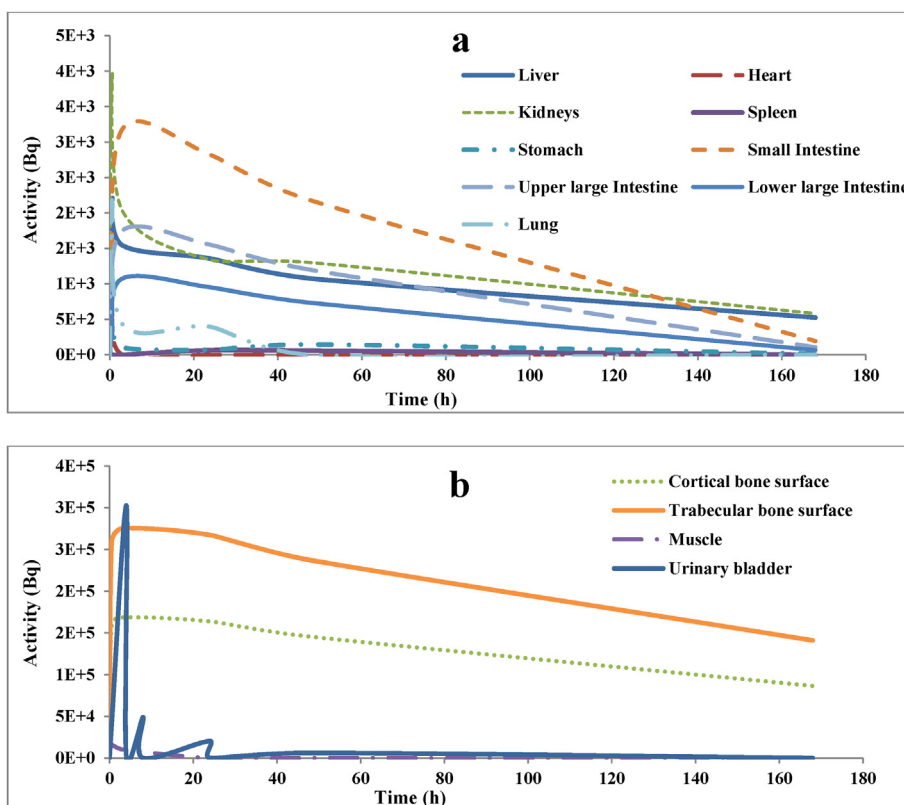 a
5E+3
4E+3
4E+3
3E+3
3E+3
2E+3
2E+3
1E+3
5E+2
0E+0
Activity (Bq)
Liver
Heart
Kidneys
Spleen
Stomach
Small Intestine
Upper large Intestine
Lower large Intestine
Lung
0 20 40 60 80 100 120 140 160 180
Time (h)
b
4E+5
3E+5
3E+5
2E+5
2E+5
1E+5
5E+4
0E+0
Activity (Bq)
Cortical bone surface
Trabecular bone surface
Muscle
Urinary bladder
0 20 40 60 80 100 120 140 160 180
Time (h)